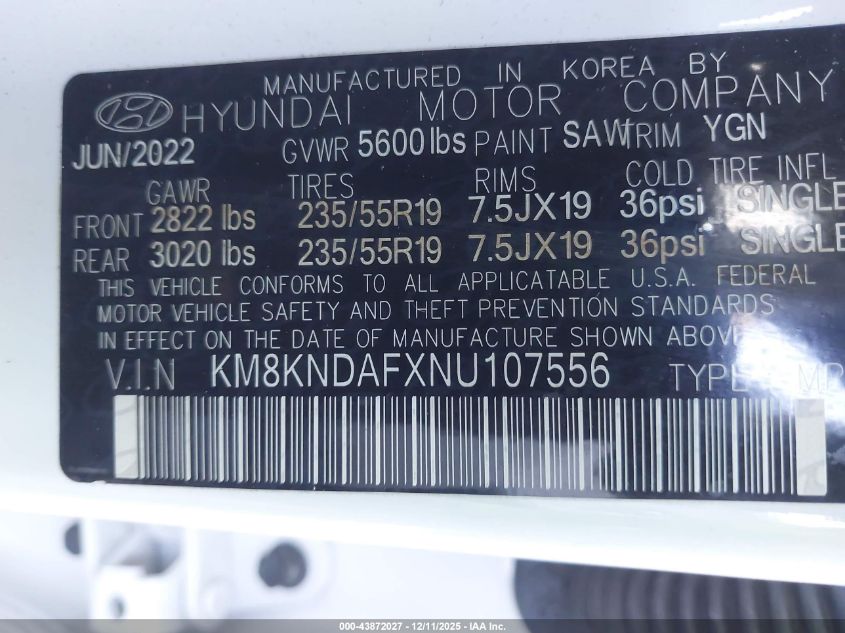 MANUFACTURED IN KOREA BY
HYUNDAI MOTOR COMPANY
JUN/2022 GVWR 5600 lbs PAINT SAW TRIM YGN
GAWR TIRES RIMS COLD TIRE INFL
FRONT 2822 lbs 235/55R19 7.5JX19 36psi SINGLE
REAR 3020 lbs 235/55R19 7.5JX19 36psi SINGLE
THIS VEHICLE CONFORMS TO ALL APPLICATABLE U.S.A. FEDERAL
MOTOR VEHICLE SAFETY AND THEFT PREVENTION STANDARDS
IN EFFECT ON THE DATE OF MANUFACTURE SHOWN ABOVE
V.I.N KM8KNDAFXNU107556 TYPE MP
000-43872027 - 12/11/2025 - IAA Inc.